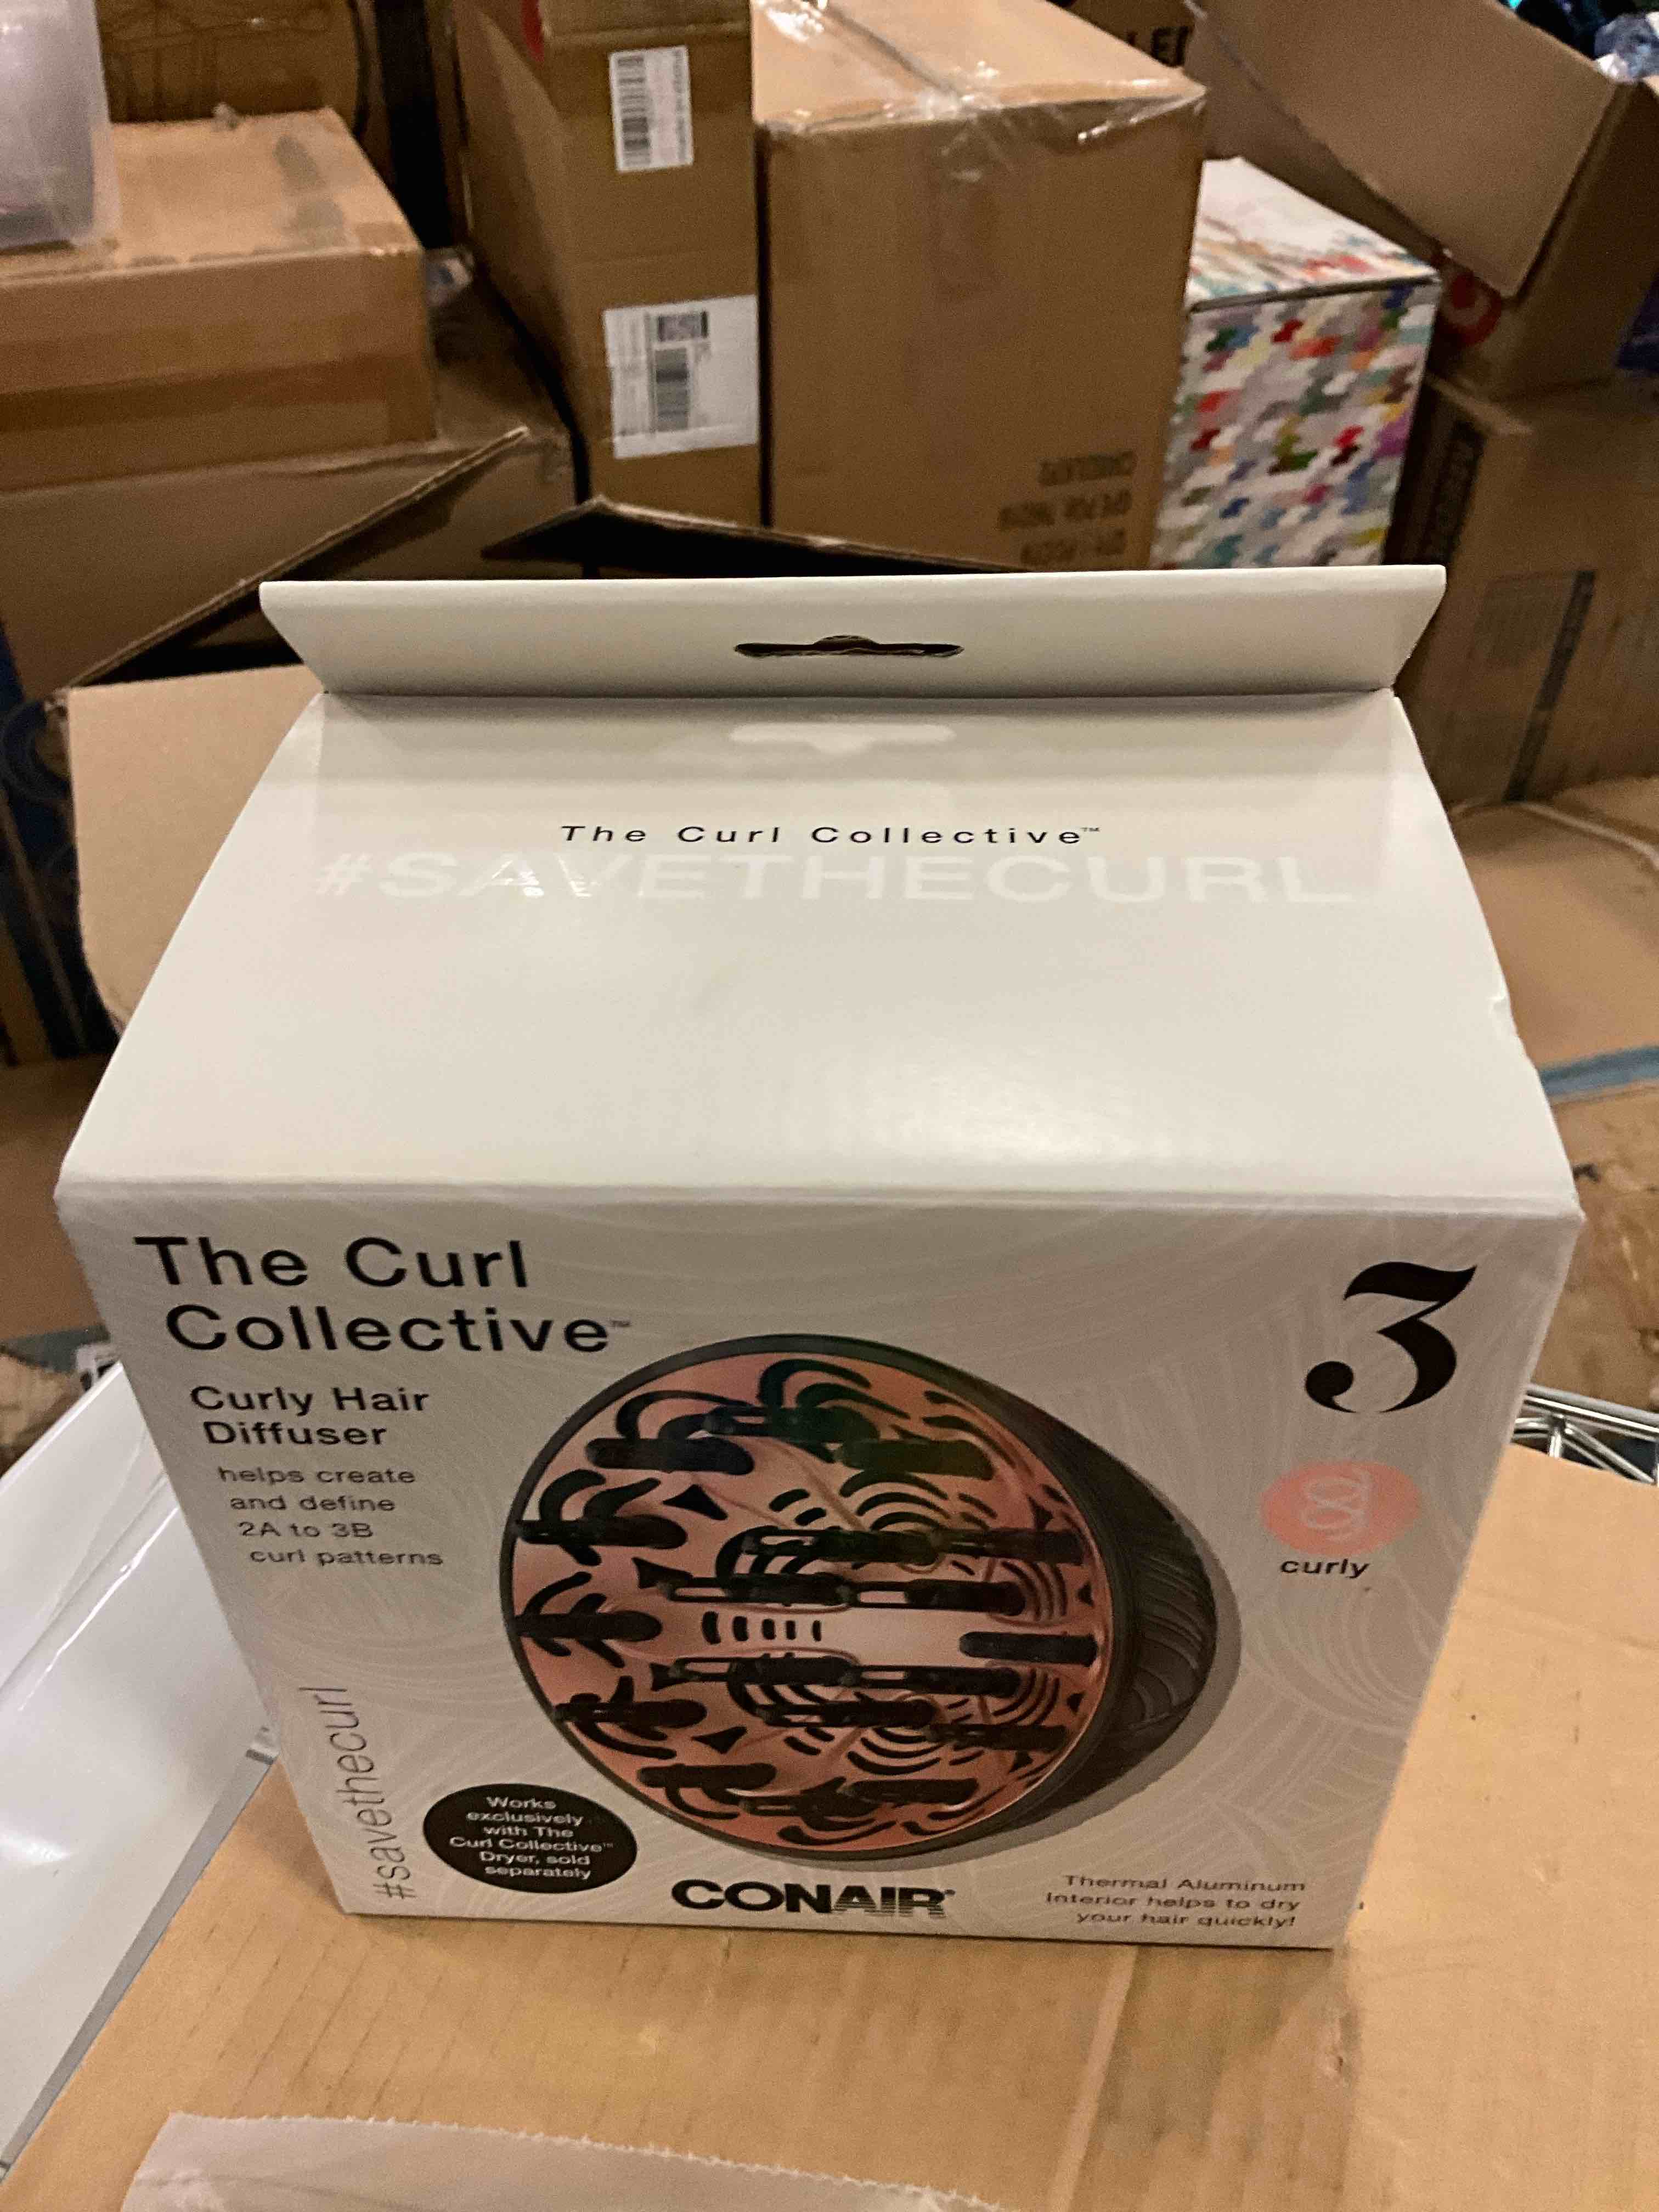 The Curl Collective™
#SAVETHECURL
The Curl
Collective™
Curly Hair
Diffuser
helps create
and define
2A to 3B
curl patterns
3
curly
#savethecurl
Works
exclusively
with The
Curl Collective™
Dryer, sold
separately
CONAIR®
Thermal Aluminum
Interior helps to dry
your hair quickly!